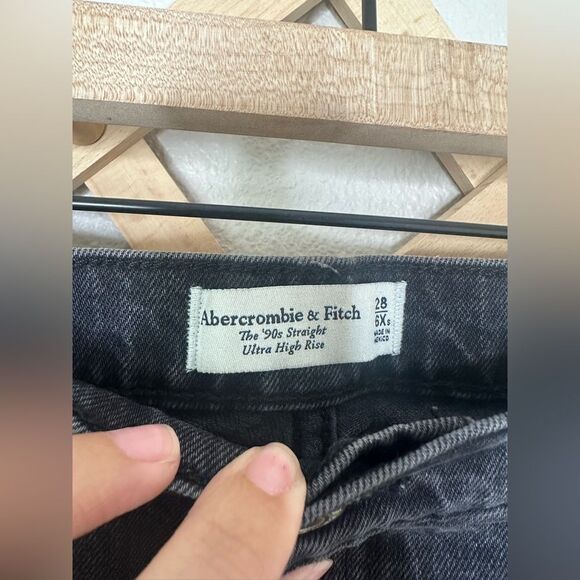 Abercrombie & Fitch
The '90s Straight
Ultra High Rise
28
6Xs
MADE IN
MEXICO